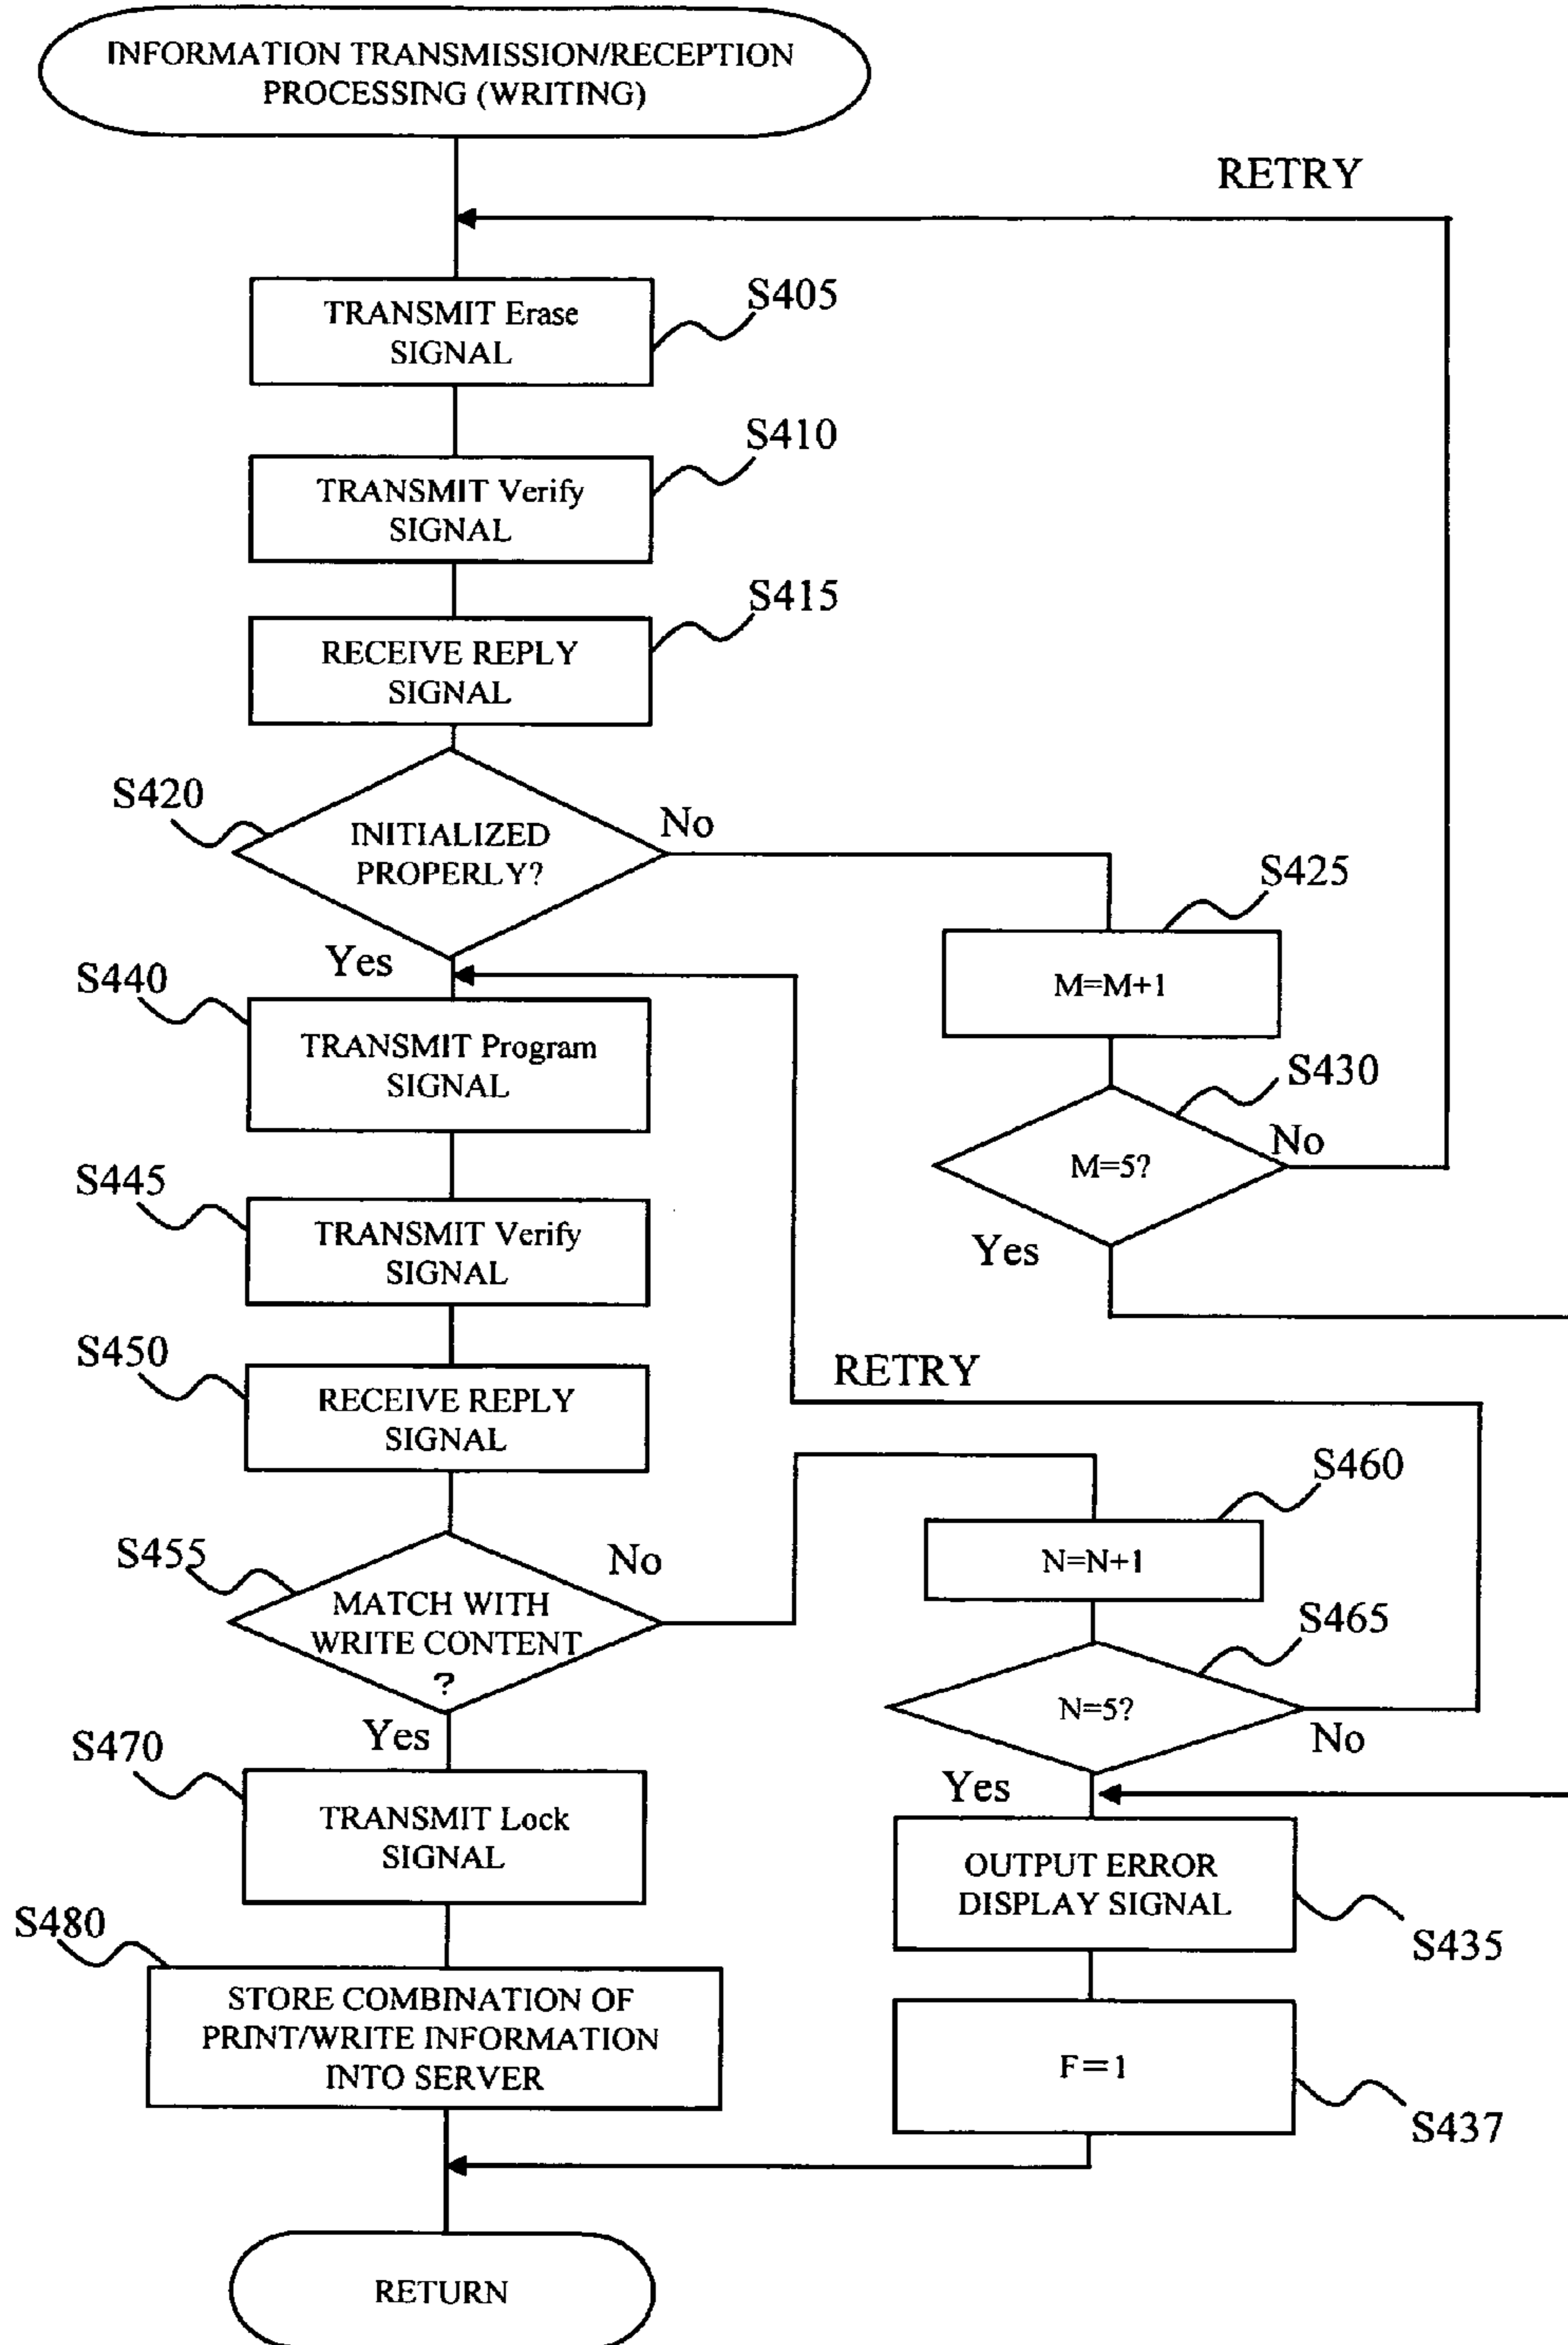 INFORMATION TRANSMISSION/RECEPTION
PROCESSING (WRITING)
RETRY
TRANSMIT Erase
SIGNAL
S405
TRANSMIT Verify
SIGNAL
S410
RECEIVE REPLY
SIGNAL
S415
S420
INITIALIZED
PROPERLY?
No
Yes
S425
M=M+1
S430
M=5?
No
Yes
S440
TRANSMIT Program
SIGNAL
S445
TRANSMIT Verify
SIGNAL
RETRY
S450
RECEIVE REPLY
SIGNAL
S455
MATCH WITH
WRITE CONTENT
?
No
Yes
S460
N=N+1
S465
N=5?
No
Yes
S470
TRANSMIT Lock
SIGNAL
OUTPUT ERROR
DISPLAY SIGNAL
S435
S480
STORE COMBINATION OF
PRINT/WRITE INFORMATION
INTO SERVER
F=1
S437
RETURN